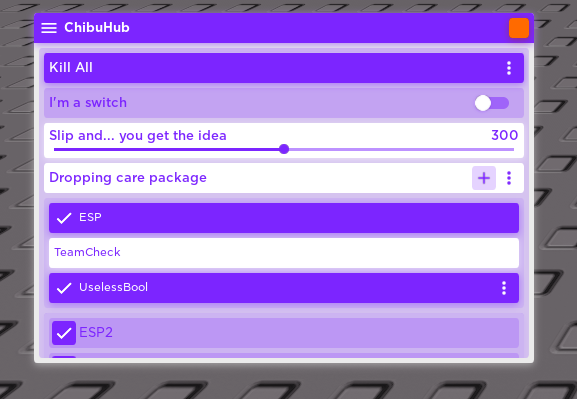 ChibuHub
Kill All
I'm a switch
Slip and... you get the idea 300
Dropping care package
ESP
TeamCheck
UselessBool
ESP2